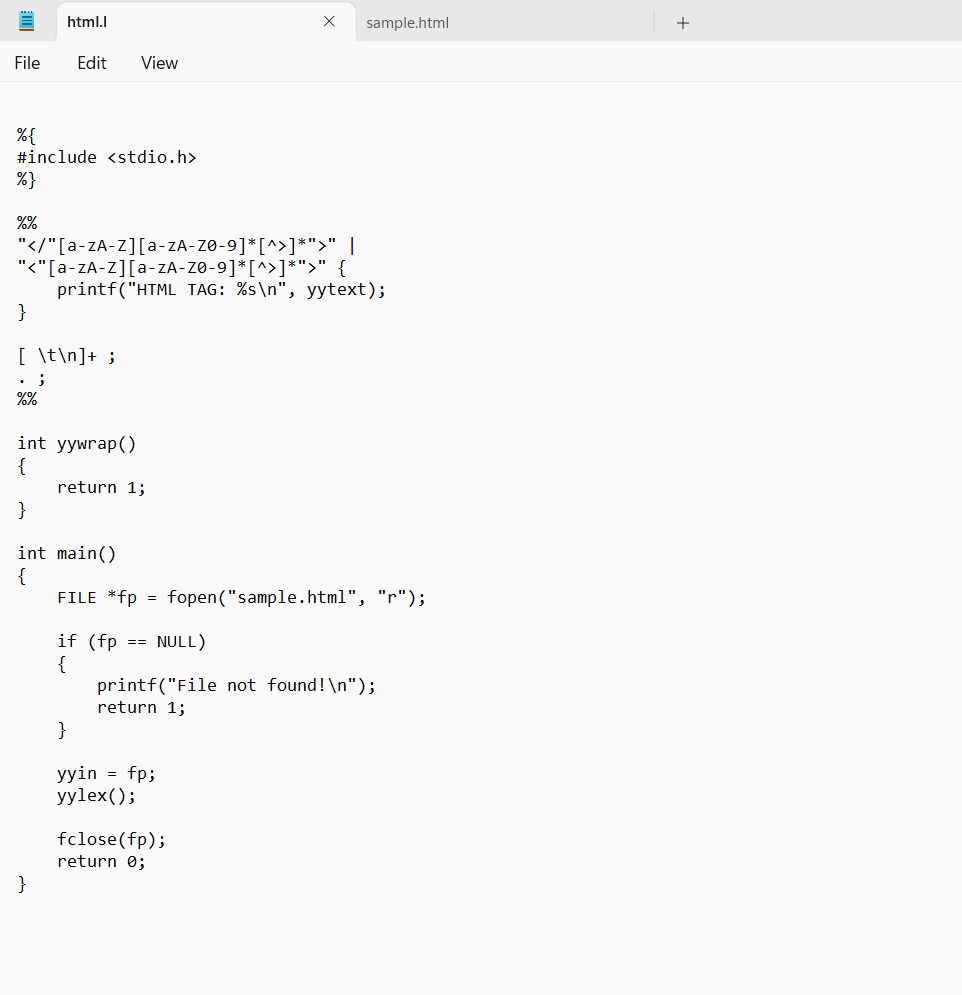 html.l sample.html
File Edit View
%{
#include <stdio.h>
%}
%%
"</"[a-zA-Z][a-zA-Z0-9]*[^>]*">" |
"<"[a-zA-Z][a-zA-Z0-9]*[^>]*">" {
    printf("HTML TAG: %s\n", yytext);
}
[ \t\n]+ ;
. ;
%%
int yywrap()
{
    return 1;
}
int main()
{
    FILE *fp = fopen("sample.html", "r");
    if (fp == NULL)
    {
        printf("File not found!\n");
        return 1;
    }
    yyin = fp;
    yylex();
    fclose(fp);
    return 0;
}